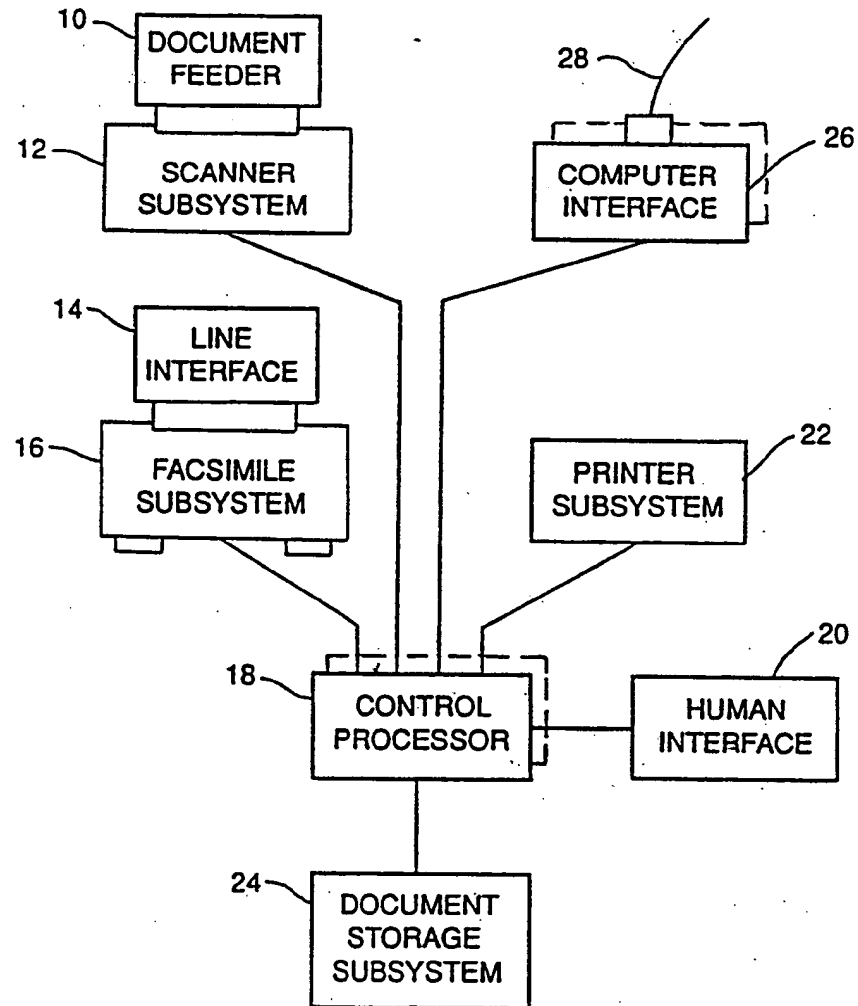 10
DOCUMENT
FEEDER
12
SCANNER
SUBSYSTEM
28
26
COMPUTER
INTERFACE
14
LINE
INTERFACE
16
FACSIMILE
SUBSYSTEM
22
PRINTER
SUBSYSTEM
18
CONTROL
PROCESSOR
20
HUMAN
INTERFACE
24
DOCUMENT
STORAGE
SUBSYSTEM